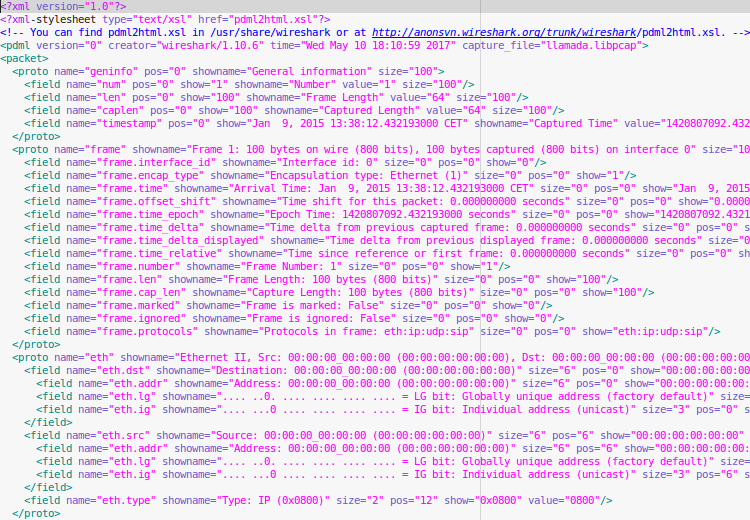 <?xml version="1.0"?>
<?xml-stylesheet type="text/xsl" href="pdml2html.xsl"?>
<!-- You can find pdml2html.xsl in /usr/share/wireshark or at http://anonsvn.wireshark.org/trunk/wireshark/pdml2html.xsl. -->
<pdml version="0" creator="wireshark/1.10.6" time="Wed May 10 18:10:59 2017" capture_file="llamada.libpcap">
<packet>
  <proto name="geninfo" pos="0" showname="General information" size="100">
    <field name="num" pos="0" show="1" showname="Number" value="1" size="100"/>
    <field name="len" pos="0" show="100" showname="Frame Length" value="64" size="100"/>
    <field name="caplen" pos="0" show="100" showname="Captured Length" value="64" size="100"/>
    <field name="timestamp" pos="0" show="Jan  9, 2015 13:38:12.432193000 CET" showname="Captured Time" value="1420807092.432
  </proto>
  <proto name="frame" showname="Frame 1: 100 bytes on wire (800 bits), 100 bytes captured (800 bits) on interface 0" size="10
    <field name="frame.interface_id" showname="Interface id: 0" size="0" pos="0" show="0"/>
    <field name="frame.encap_type" showname="Encapsulation type: Ethernet (1)" size="0" pos="0" show="1"/>
    <field name="frame.time" showname="Arrival Time: Jan  9, 2015 13:38:12.432193000 CET" size="0" pos="0" show="Jan  9, 2015
    <field name="frame.offset_shift" showname="Time shift for this packet: 0.000000000 seconds" size="0" pos="0" show="0.0000
    <field name="frame.time_epoch" showname="Epoch Time: 1420807092.432193000 seconds" size="0" pos="0" show="1420807092.4321
    <field name="frame.time_delta" showname="Time delta from previous captured frame: 0.000000000 seconds" size="0" pos="0" s
    <field name="frame.time_delta_displayed" showname="Time delta from previous displayed frame: 0.000000000 seconds" size="0
    <field name="frame.time_relative" showname="Time since reference or first frame: 0.000000000 seconds" size="0" pos="0" sh
    <field name="frame.number" showname="Frame Number: 1" size="0" pos="0" show="1"/>
    <field name="frame.len" showname="Frame Length: 100 bytes (800 bits)" size="0" pos="0" show="100"/>
    <field name="frame.cap_len" showname="Capture Length: 100 bytes (800 bits)" size="0" pos="0" show="100"/>
    <field name="frame.marked" showname="Frame is marked: False" size="0" pos="0" show="0"/>
    <field name="frame.ignored" showname="Frame is ignored: False" size="0" pos="0" show="0"/>
    <field name="frame.protocols" showname="Protocols in frame: eth:ip:udp:sip" size="0" pos="0" show="eth:ip:udp:sip"/>
  </proto>
  <proto name="eth" showname="Ethernet II, Src: 00:00:00_00:00:00 (00:00:00:00:00:00), Dst: 00:00:00_00:00:00 (00:00:00:00:00
    <field name="eth.dst" showname="Destination: 00:00:00_00:00:00 (00:00:00:00:00:00)" size="6" pos="0" show="00:00:00:00:00
      <field name="eth.addr" showname="Address: 00:00:00_00:00:00 (00:00:00:00:00:00)" size="6" pos="0" show="00:00:00:00:00:
      <field name="eth.lg" showname=".... ..0. .... .... .... .... = LG bit: Globally unique address (factory default)" size=
      <field name="eth.ig" showname=".... ...0 .... .... .... .... = IG bit: Individual address (unicast)" size="3" pos="0" s
    </field>
    <field name="eth.src" showname="Source: 00:00:00_00:00:00 (00:00:00:00:00:00)" size="6" pos="6" show="00:00:00:00:00:00"
      <field name="eth.addr" showname="Address: 00:00:00_00:00:00 (00:00:00:00:00:00)" size="6" pos="6" show="00:00:00:00:00:
      <field name="eth.lg" showname=".... ..0. .... .... .... .... = LG bit: Globally unique address (factory default)" size=
      <field name="eth.ig" showname=".... ...0 .... .... .... .... = IG bit: Individual address (unicast)" size="3" pos="6" s
    </field>
    <field name="eth.type" showname="Type: IP (0x0800)" size="2" pos="12" show="0x0800" value="0800"/>
  </proto>